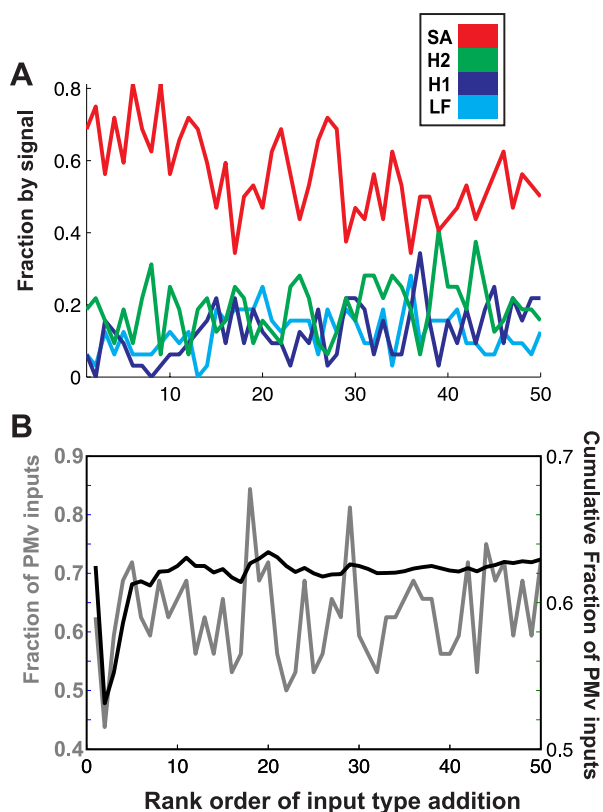 SA
H2
H1
LF
A
Fraction by signal
0.8
0.6
0.4
0.2
0
10
20
30
40
50
B
Fraction of PMv inputs
0.9
0.8
0.7
0.6
0.5
0.4
Cumulative Fraction of PMv inputs
0.7
0.6
0.5
0
10
20
30
40
50
Rank order of input type addition